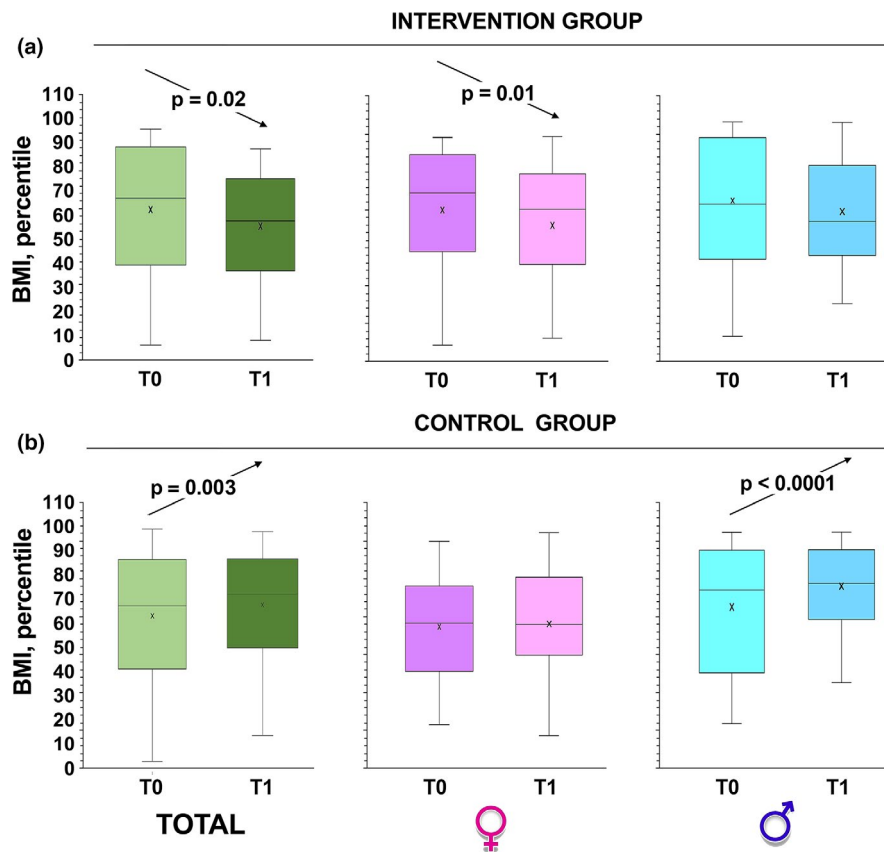 INTERVENTION GROUP
(a)
p = 0.02
p = 0.01
BMI, percentile
110
100
90
80
70
60
50
40
30
20
10
0
x
x
x
x
x
x
T0
T1
T0
T1
T0
T1
CONTROL GROUP
(b)
p = 0.003
p < 0.0001
BMI, percentile
110
100
90
80
70
60
50
40
30
20
10
0
x
x
x
x
x
x
T0
T1
T0
T1
T0
T1
TOTAL
♀
♂